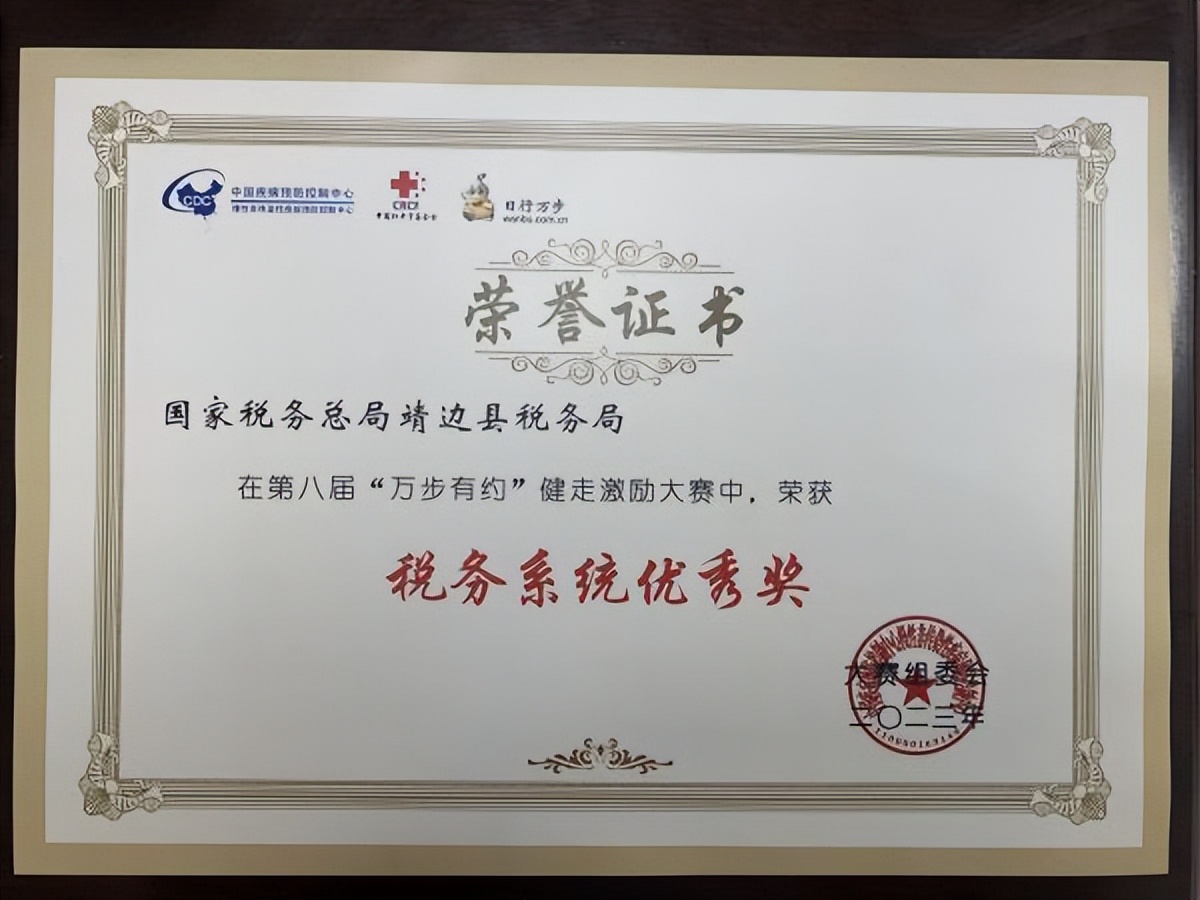 CDC 中国疾病预防控制中心
日行万步
荣誉证书
国家税务总局靖边县税务局
在第八届“万步有约”健走激励大赛中，荣获
税务系统优秀奖
大赛组委会
二〇二三年